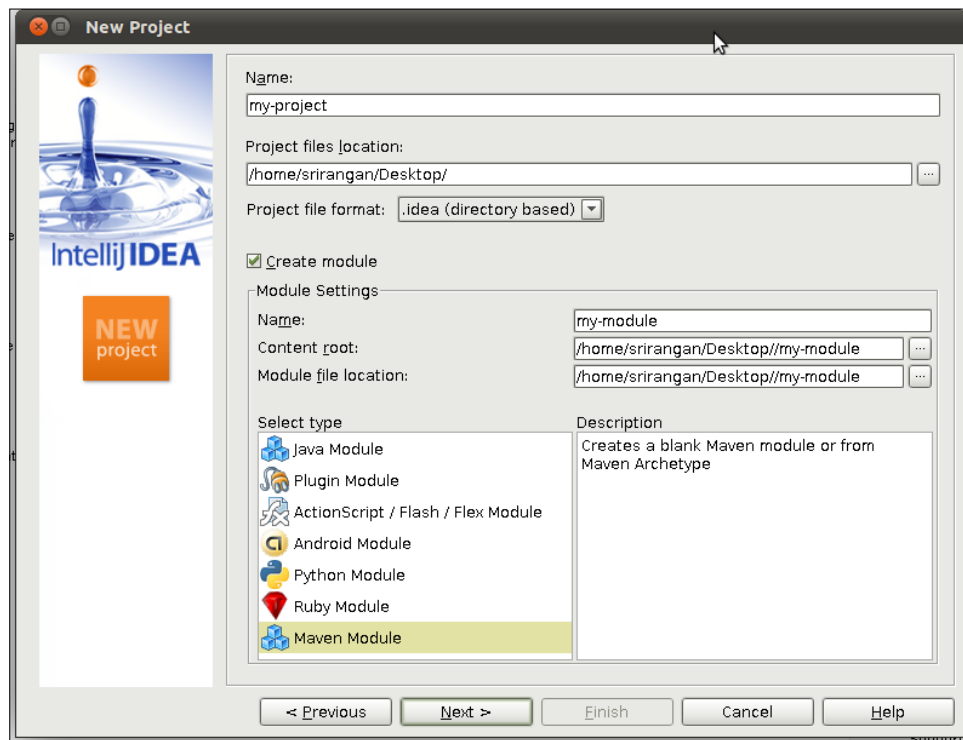 New Project
Name:
my-project
Project files location:
/home/srirangan/Desktop/
...
Project file format: .idea (directory based)
IntelliJIDEA
Create module
NEW
project
Module Settings
Name: my-module
Content root: /home/srirangan/Desktop//my-module ...
Module file location: /home/srirangan/Desktop//my-module ...
Select type
Java Module
Plugin Module
ActionScript / Flash / Flex Module
Android Module
Python Module
Ruby Module
Maven Module
Description
Creates a blank Maven module or from
Maven Archetype
< Previous
Next >
Finish
Cancel
Help